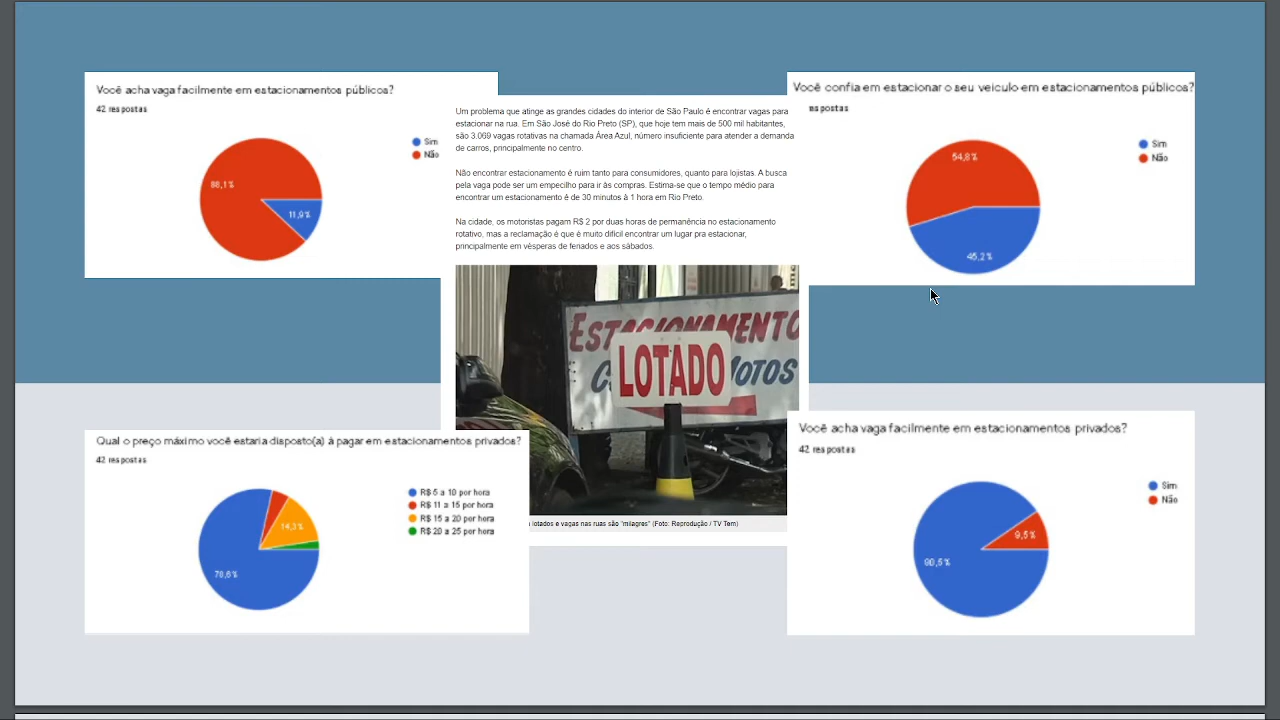 Você acha vaga facilmente em estacionamentos públicos?
42 respostas
Sim
Não
88,1%
11,9%
Um problema que atinge as grandes cidades do interior de São Paulo é encontrar vagas para
estacionar na rua. Em São José do Rio Preto (SP), que hoje tem mais de 500 mil habitantes,
são 3.069 vagas rotativas na chamada Área Azul, número insuficiente para atender a demanda
de carros, principalmente no centro.
Não encontrar estacionamento é ruim tanto para consumidores, quanto para lojistas. A busca
pela vaga pode ser um empecilho para ir às compras. Estima-se que o tempo médio para
encontrar um estacionamento é de 30 minutos à 1 hora em Rio Preto.
Na cidade, os motoristas pagam R$ 2 por duas horas de permanência no estacionamento
rotativo, mas a reclamação é que é muito difícil encontrar um lugar pra estacionar,
principalmente em vésperas de feriados e aos sábados.
Você confia em estacionar o seu veículo em estacionamentos públicos?
respostas
Sim
Não
54,8%
45,2%
ESTACIONAMENTO
LOTADO
MOTOS
lotados e vagas nas ruas são "milagres" (Foto: Reprodução / TV Tem)
Qual o preço máximo você estaria disposto(a) à pagar em estacionamentos privados?
42 respostas
R$ 5 a 10 por hora
R$ 11 a 15 por hora
R$ 15 a 20 por hora
R$ 20 a 25 por hora
14,3%
78,6%
Você acha vaga facilmente em estacionamentos privados?
42 respostas
Sim
Não
9,5%
90,5%